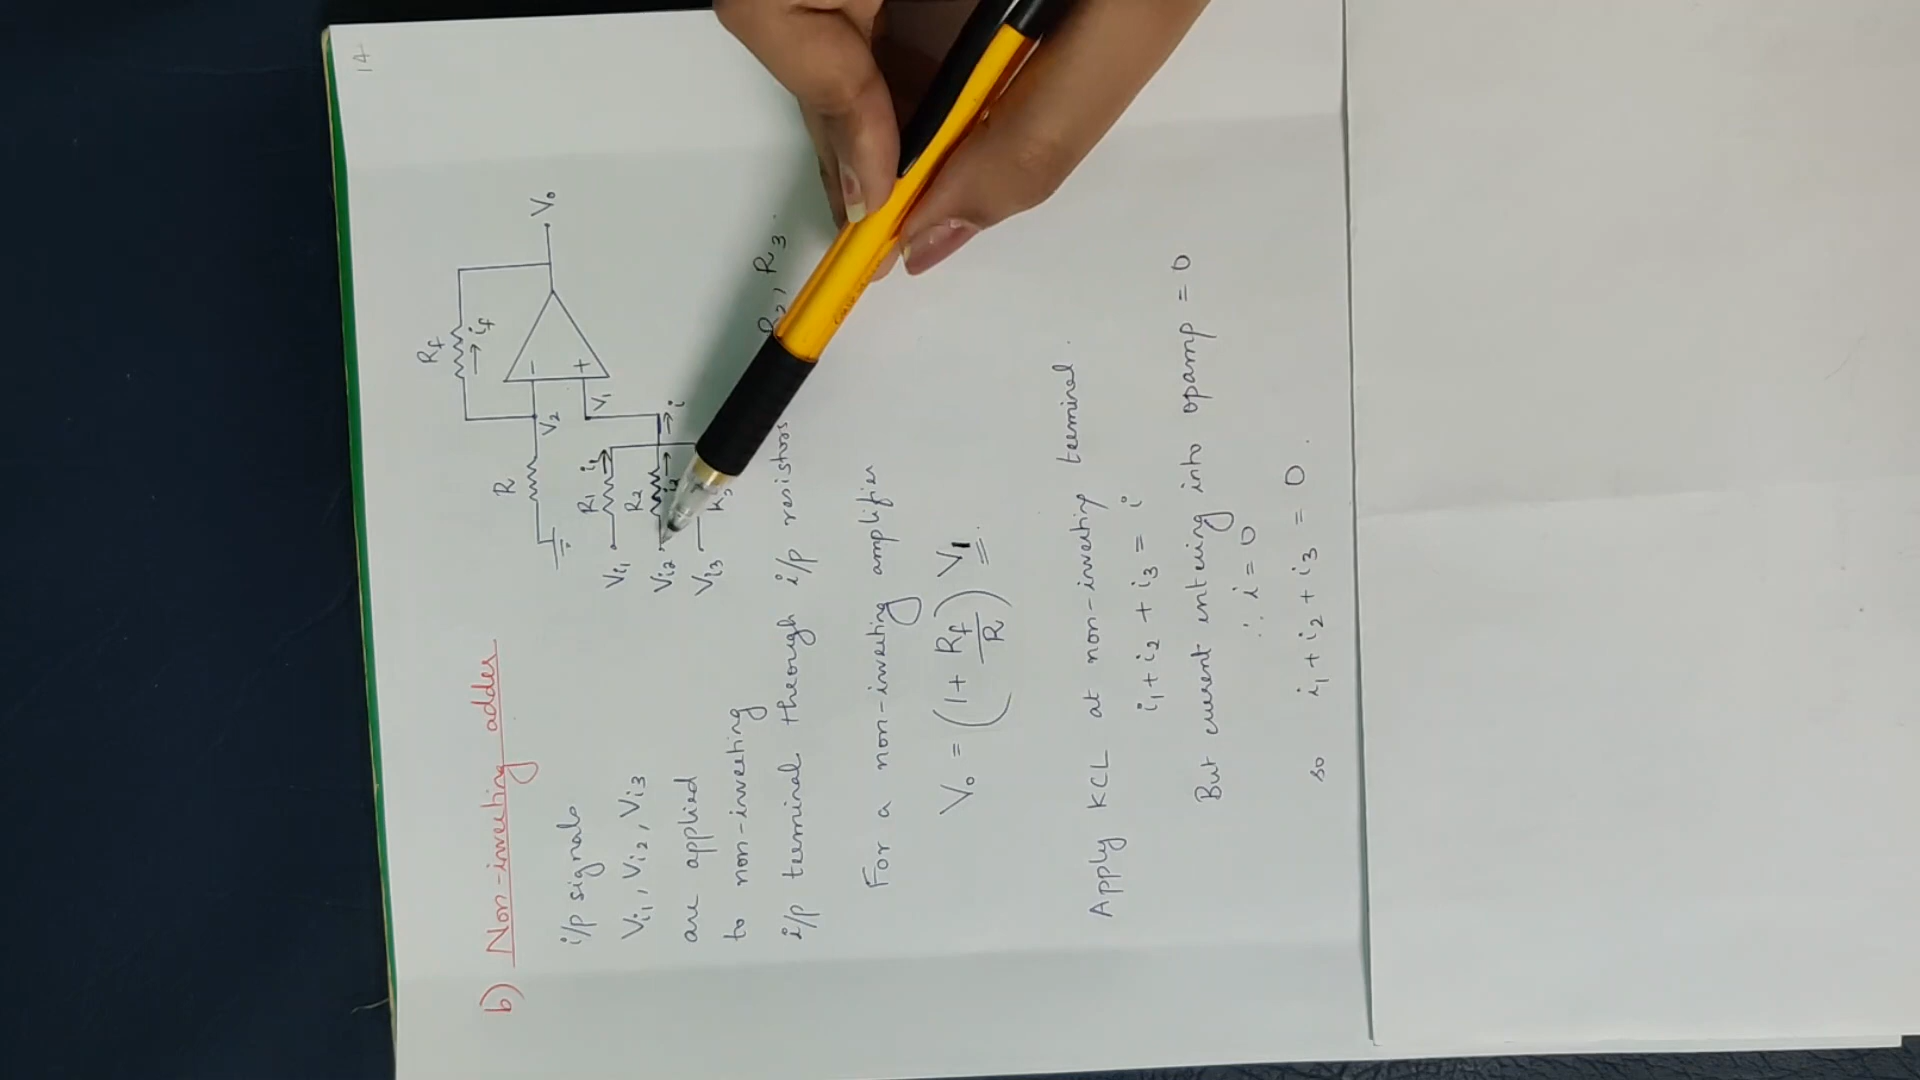 14
b) Non-inverting adder
i/p signals
Vi1, Vi2, Vi3
are applied
to non-inverting
i/p terminal through i/p resistors R2, R3.
Rf
if
R
V2
−
+
V1
V0
R1
i1
Vi1
R2
i2
i
Vi2
Vi3
For a non-inverting amplifier
V0 = (1 + Rf/R) V1
Apply KCL at non-inverting terminal.
i1 + i2 + i3 = i
But current entering into opamp = 0
∴ i = 0
so i1 + i2 + i3 = 0.